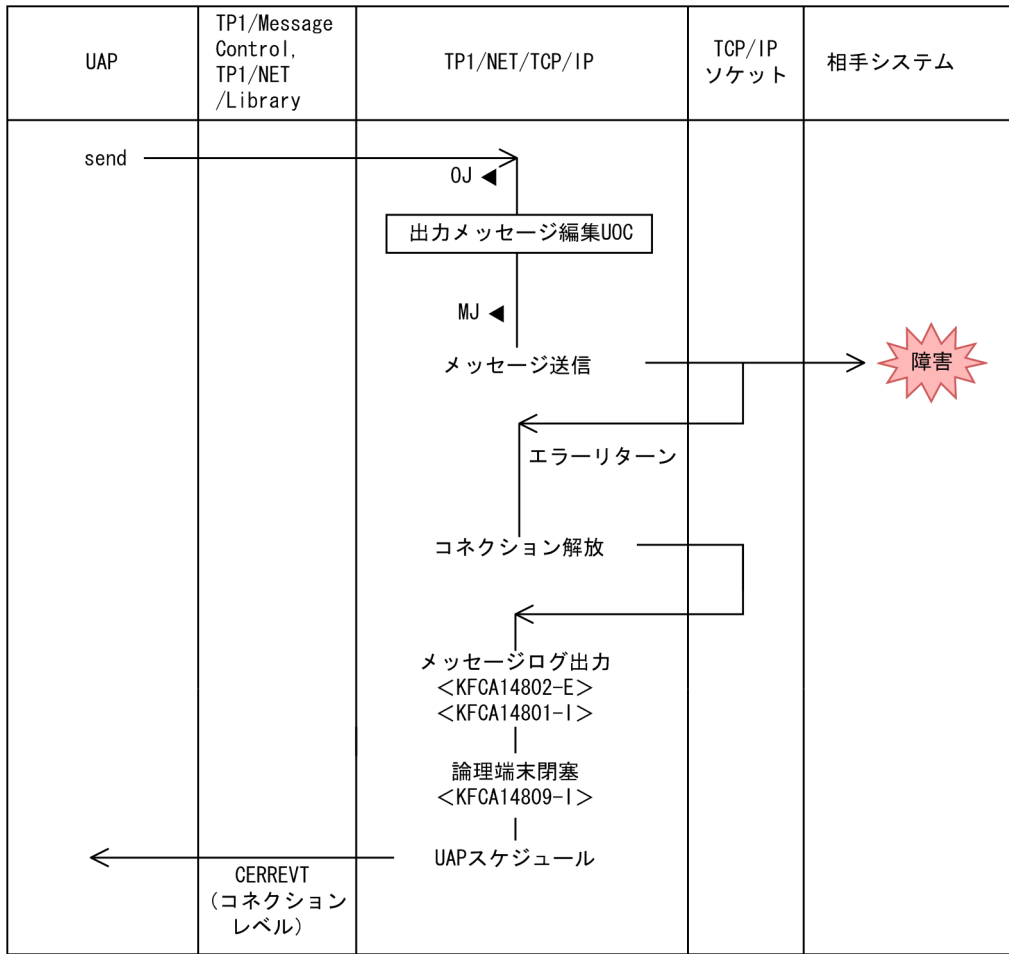 UAP
TP1/Message
Control,
TP1/NET
/Library
TP1/NET/TCP/IP
TCP/IP
ソケット
相手システム
send
OJ
出力メッセージ編集UOC
MJ
メッセージ送信
障害
エラーリターン
コネクション解放
メッセージログ出力
<KFCA14802-E>
<KFCA14801-I>
論理端末閉塞
<KFCA14809-I>
UAPスケジュール
CERREVT
(コネクション
レベル)